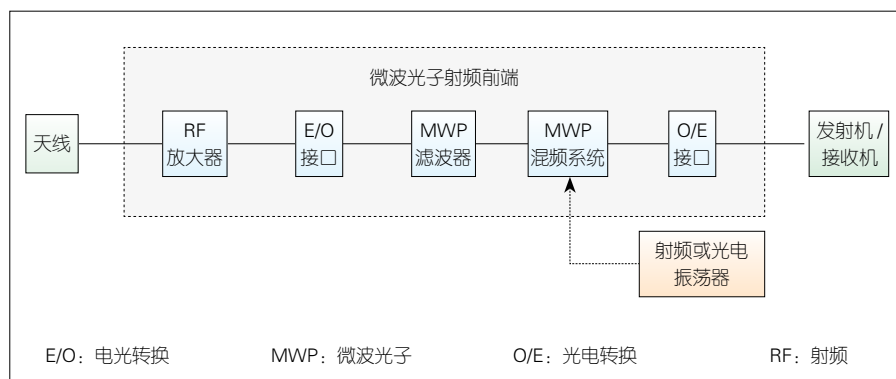 微波光子射频前端
天线
RF
放大器
E/O
接口
MWP
滤波器
MWP
混频系统
O/E
接口
发射机/
接收机
射频或光电
振荡器
E/O：电光转换
MWP：微波光子
O/E：光电转换
RF：射频